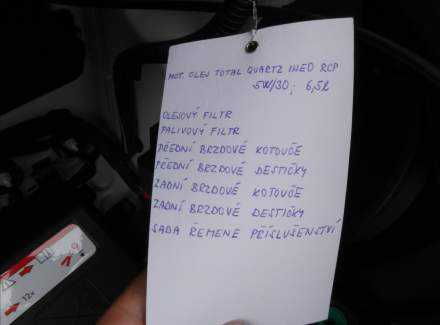 MOT. OLEJ TOTAL QUARTZ INEO RCP
5W/30; 6,5l
OLEJOVÝ FILTR
PALIVOVÝ FILTR
PŘEDNÍ BRZDOVÉ KOTOUČE
PŘEDNÍ BRZDOVÉ DESTIČKY
ZADNÍ BRZDOVÉ KOTOUČE
ZADNÍ BRZDOVÉ DESTIČKY
SADA ŘEMENE PŘÍSLUŠENSTVÍ
12V